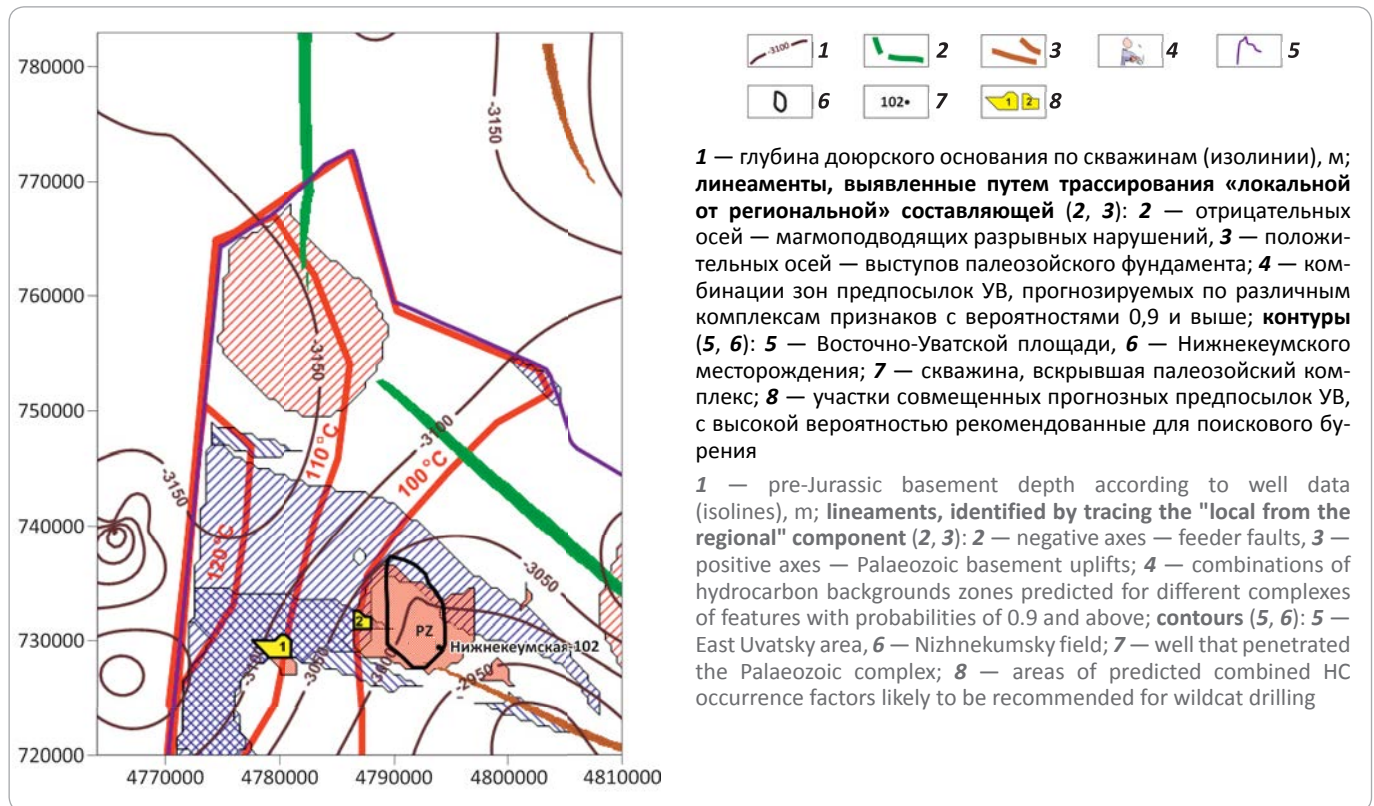 780000
770000
760000
750000
740000
730000
720000
4770000 4780000 4790000 4800000 4810000
-3150
-3150
-3100
-3150
110°C
100°C
120°C
-3050
-3050
-2950
PZ
1
2
Нижнекеумская-102
-3100 1
2
3
4
5
6
102• 7
1 2 8
1 — глубина доюрского основания по скважинам (изолинии), м;
линеаменты, выявленные путем трассирования «локальной
от региональной» составляющей (2, 3): 2 — отрицательных
осей — магмоподводящих разрывных нарушений, 3 — положи-
тельных осей — выступов палеозойского фундамента; 4 — ком-
бинации зон предпосылок УВ, прогнозируемых по различным
комплексам признаков с вероятностями 0,9 и выше; контуры
(5, 6): 5 — Восточно-Уватской площади, 6 — Нижнекеумского
месторождения; 7 — скважина, вскрывшая палеозойский ком-
плекс; 8 — участки совмещенных прогнозных предпосылок УВ,
с высокой вероятностью рекомендованные для поискового бу-
рения
1 — pre-Jurassic basement depth according to well data
(isolines), m; lineaments, identified by tracing the "local from the
regional" component (2, 3): 2 — negative axes — feeder faults, 3 —
positive axes — Palaeozoic basement uplifts; 4 — combinations of
hydrocarbon backgrounds zones predicted for different complexes
of features with probabilities of 0.9 and above; contours (5, 6): 5 —
East Uvatsky area, 6 — Nizhnekumsky field; 7 — well that penetrated
the Palaeozoic complex; 8 — areas of predicted combined HC
occurrence factors likely to be recommended for wildcat drilling